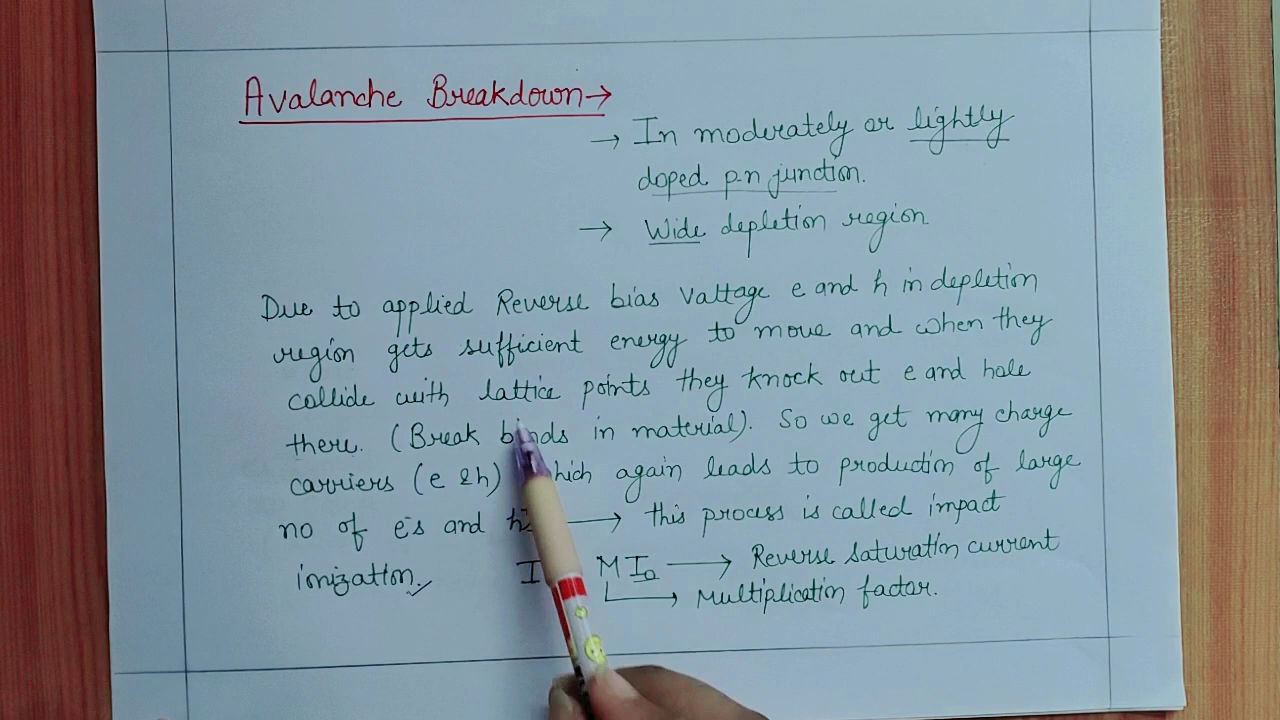 Avalanche Breakdown→
→ In moderately or lightly
doped p-n junction.
→ Wide depletion region
Due to applied Reverse bias Valtage e and h in depletion
region gets sufficient energy to move and when they
collide with lattice points they knock out e and hole
there. (Break bonds in material). So we get many charge
carriers (e & h) which again leads to production of large
no of e's and → this process is called impact
ionization. I MI₀ → Reverse saturation current
→ Multiplication factor.